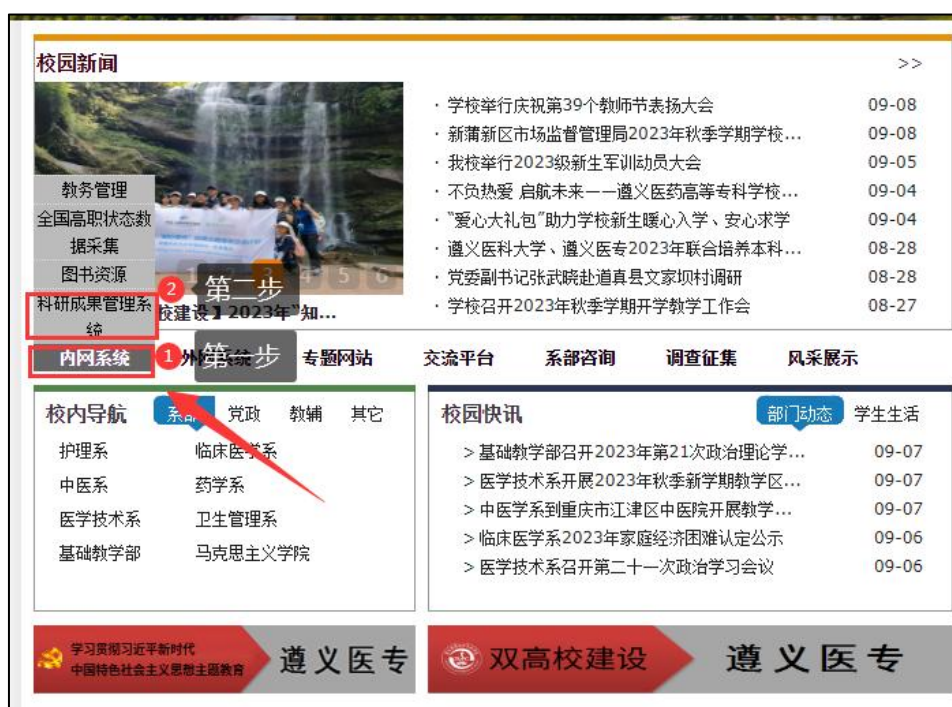 校园新闻
>>
· 学校举行庆祝第39个教师节表扬大会 09-08
· 新蒲新区市场监督管理局2023年秋季学期学校... 09-08
· 我校举行2023级新生军训动员大会 09-05
· 不负热爱 启航未来——遵义医药高等专科学校... 09-04
· “爱心大礼包”助力学校新生暖心入学、安心求学 09-04
· 遵义医科大学、遵义医专2023年联合培养本科... 08-28
· 党委副书记张武晓赴道真县文家坝村调研 08-28
· 学校召开2023年秋季学期开学教学工作会 08-27
教务管理
全国高职状态数
据采集
图书资源
科研成果管理系
统
1 2 3 4 5 6
2 第二步
校建设】2023年“知...
1 第一步
内网系统 专题网站 交流平台 系部咨询 调查征集 风采展示
校内导航 系部 党政 教辅 其它
护理系 临床医学系
中医系 药学系
医学技术系 卫生管理系
基础教学部 马克思主义学院
校园快讯 部门动态 学生生活
> 基础教学部召开2023年第21次政治理论学... 09-07
> 医学技术系开展2023年秋季新学期教学区... 09-07
> 中医学系到重庆市江津区中医院开展教学... 09-07
> 临床医学系2023年家庭经济困难认定公示 09-06
> 医学技术系召开第二十一次政治学习会议 09-06
学习贯彻习近平新时代
中国特色社会主义思想主题教育
遵义医专
双高校建设
遵义医专